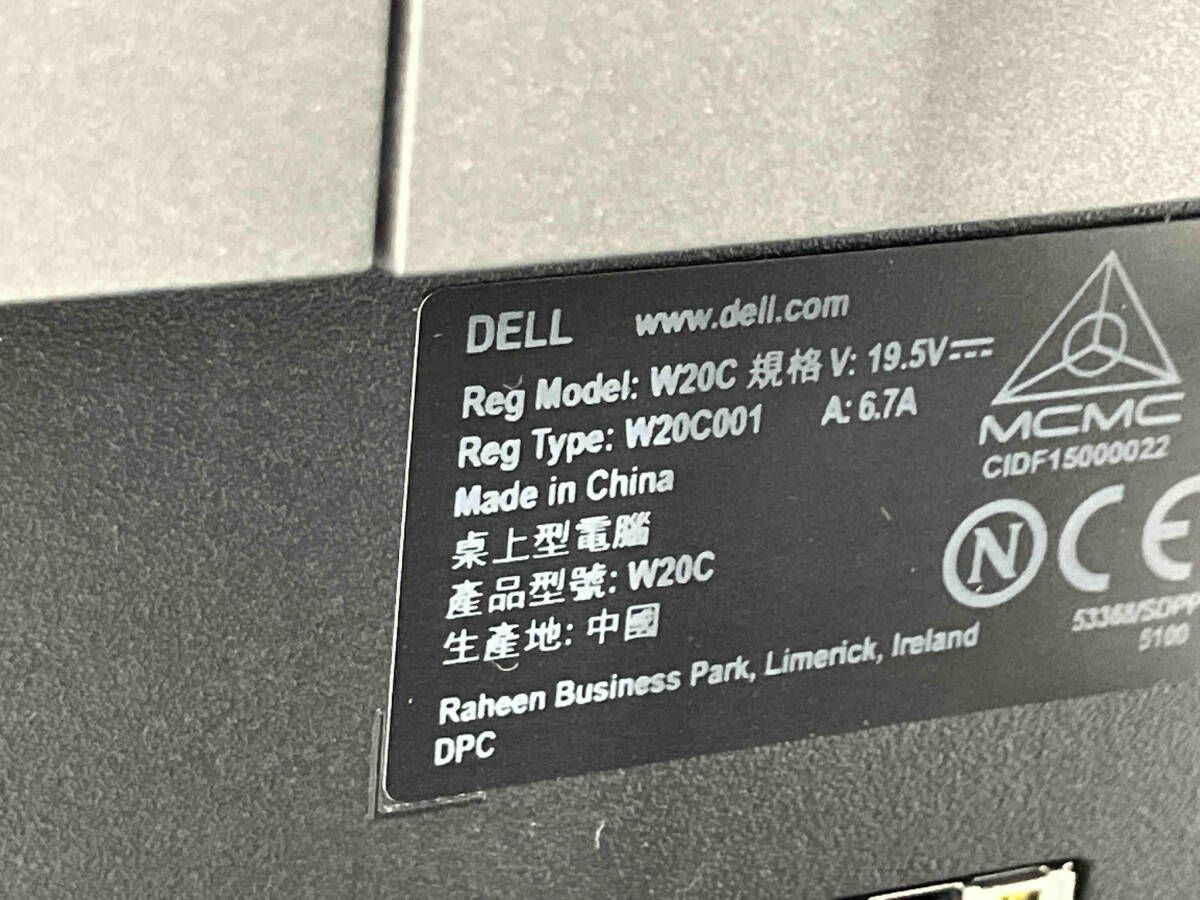 DELL www.dell.com
Reg Model: W20C 規格 V: 19.5V
Reg Type: W20C001 A: 6.7A
Made in China
桌上型電腦
產品型號: W20C
生產地: 中國
Raheen Business Park, Limerick, Ireland
DPC
MCMC
CIDF15000022
N CE
5100